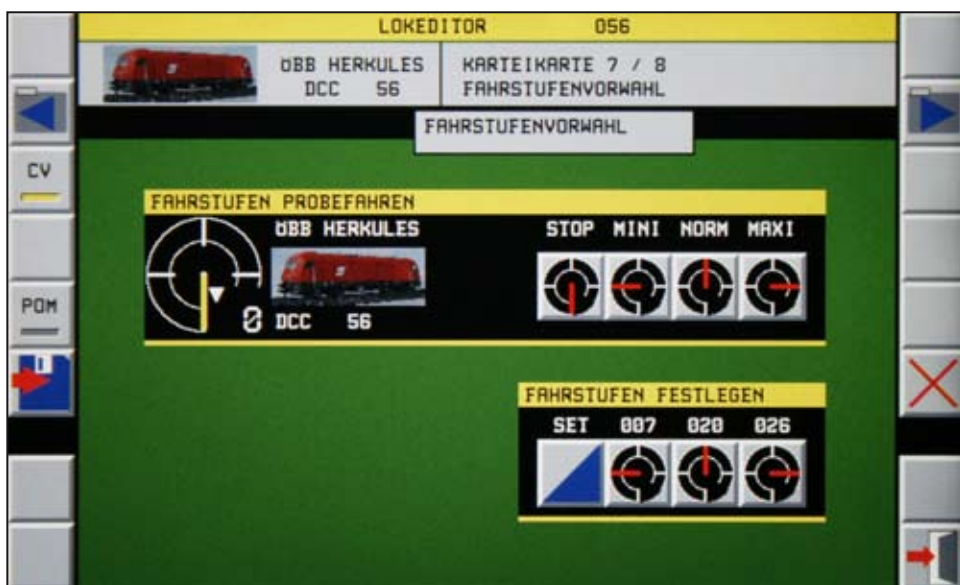 LOKEDITOR 056
öBB HERKULES
DCC 56
KARTEIKARTE 7 / 8
FAHRSTUFENVORWAHL
FAHRSTUFENVORWAHL
CV
POM
FAHRSTUFEN PROBEFAHREN
öBB HERKULES
0 DCC 56
STOP MINI NORM MAXI
FAHRSTUFEN FESTLEGEN
SET 007 020 026